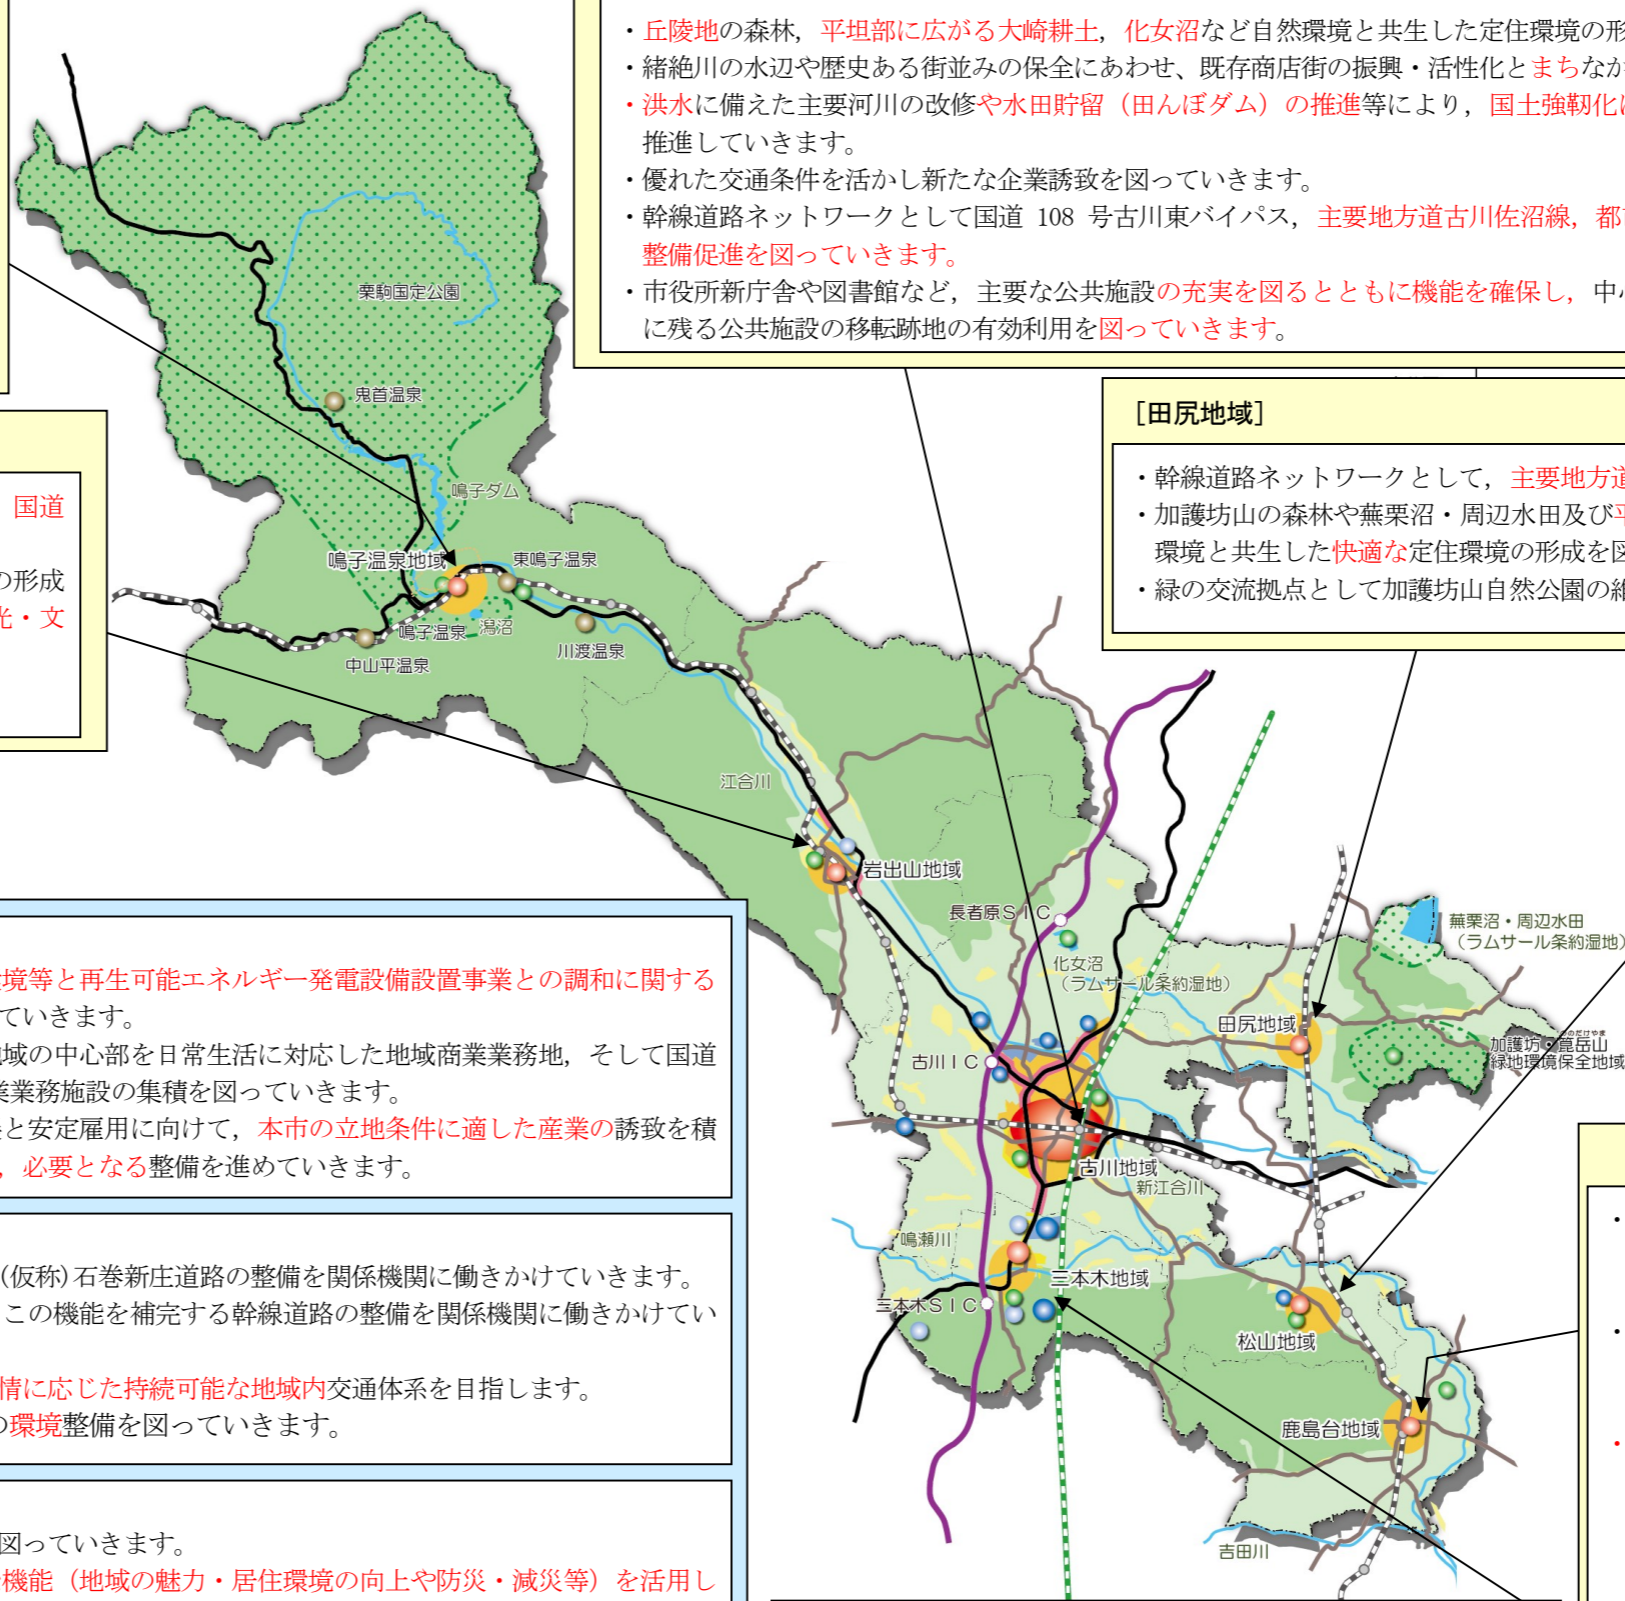 ・丘陵地の森林，平坦部に広がる大崎耕土，化女沼など自然環境と共生した定住環境の形
・緒絶川の水辺や歴史ある街並みの保全にあわせ、既存商店街の振興・活性化とまちなか
・洪水に備えた主要河川の改修や水田貯留（田んぼダム）の推進等により，国土強靭化に
推進していきます。
・優れた交通条件を活かし新たな企業誘致を図っていきます。
・幹線道路ネットワークとして国道 108 号古川東バイパス，主要地方道古川佐沼線，都市
整備促進を図っていきます。
・市役所新庁舎や図書館など，主要な公共施設の充実を図るとともに機能を確保し，中心
に残る公共施設の移転跡地の有効利用を図っていきます。
［田尻地域］
・幹線道路ネットワークとして，主要地方道
・加護坊山の森林や蕪栗沼・周辺水田及び平
環境と共生した快適な定住環境の形成を図
・緑の交流拠点として加護坊山自然公園の維
国道
の形成
光・文
栗駒国定公園
鬼首温泉
鳴子ダム
鳴子温泉地域
東鳴子温泉
鳴子温泉
潟沼
中山平温泉
川渡温泉
江合川
岩出山地域
長者原ＳＩＣ
化女沼
（ラムサール条約湿地）
蕪栗沼・周辺水田
（ラムサール条約湿地）
田尻地域
ののだけやま
加護坊・箟岳山
緑地環境保全地域
古川ＩＣ
古川地域
新江合川
鳴瀬川
三本木地域
三本木ＳＩＣ
松山地域
鹿島台地域
吉田川
境等と再生可能エネルギー発電設備設置事業との調和に関する
ていきます。
域の中心部を日常生活に対応した地域商業業務地，そして国道
業業務施設の集積を図っていきます。
と安定雇用に向けて，本市の立地条件に適した産業の誘致を積
，必要となる整備を進めていきます。
(仮称)石巻新庄道路の整備を関係機関に働きかけていきます。
この機能を補完する幹線道路の整備を関係機関に働きかけてい
情に応じた持続可能な地域内交通体系を目指します。
の環境整備を図っていきます。
図っていきます。
機能（地域の魅力・居住環境の向上や防災・減災等）を活用し
・
・
・